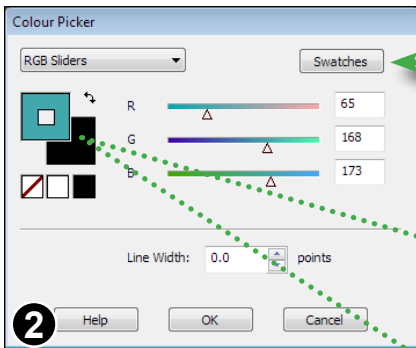 Colour Picker
RGB Sliders
Swatches
R 65
G 168
B 173
Line Width: 0.0 points
2 Help OK Cancel